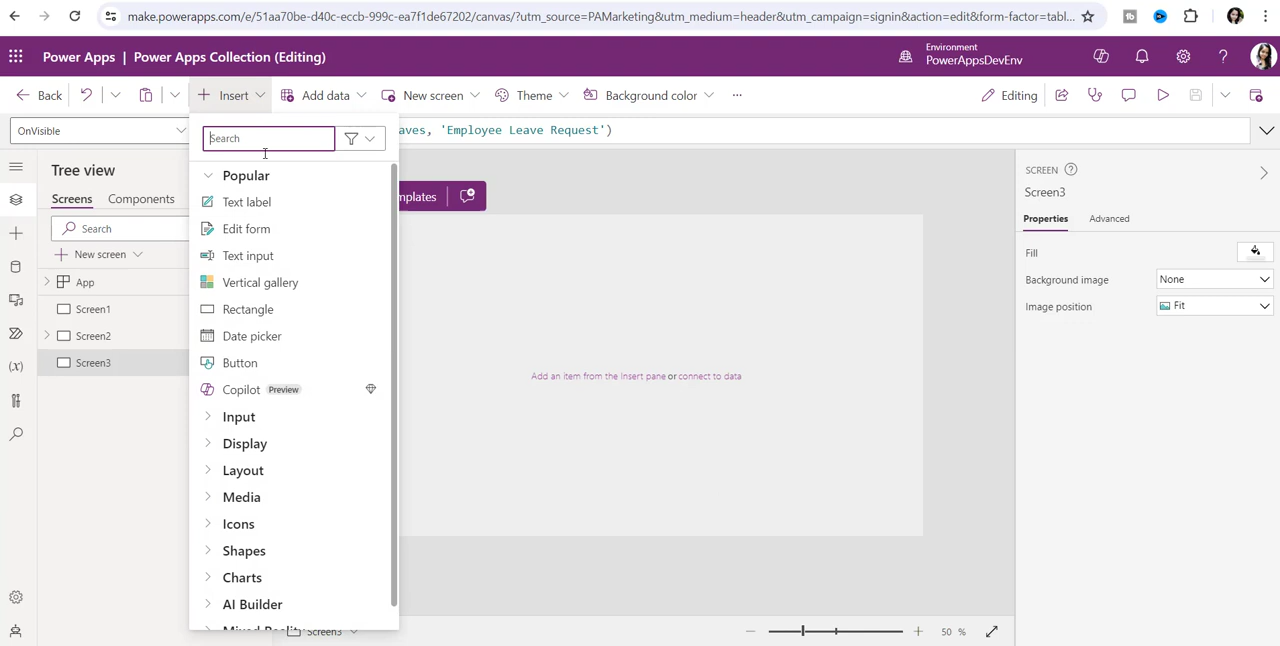 make.powerapps.com/e/51aa70be-d40c-eccb-999c-ea7f1de67202/canvas/?utm_source=PAMarketing&utm_medium=header&utm_campaign=signin&action=edit&form-factor=tabl...
Power Apps | Power Apps Collection (Editing)
Environment
PowerAppsDevEnv
Back
Insert
Add data
New screen
Theme
Background color
...
Editing
OnVisible
aves, 'Employee Leave Request')
Tree view
Screens
Components
Search
New screen
App
Screen1
Screen2
Screen3
Search
Popular
Text label
Edit form
Text input
Vertical gallery
Rectangle
Date picker
Button
Copilot Preview
Input
Display
Layout
Media
Icons
Shapes
Charts
AI Builder
Mixed Reality
mplates
Add an item from the Insert pane or connect to data
Screen3
50 %
SCREEN
Screen3
Properties
Advanced
Fill
Background image
None
Image position
Fit